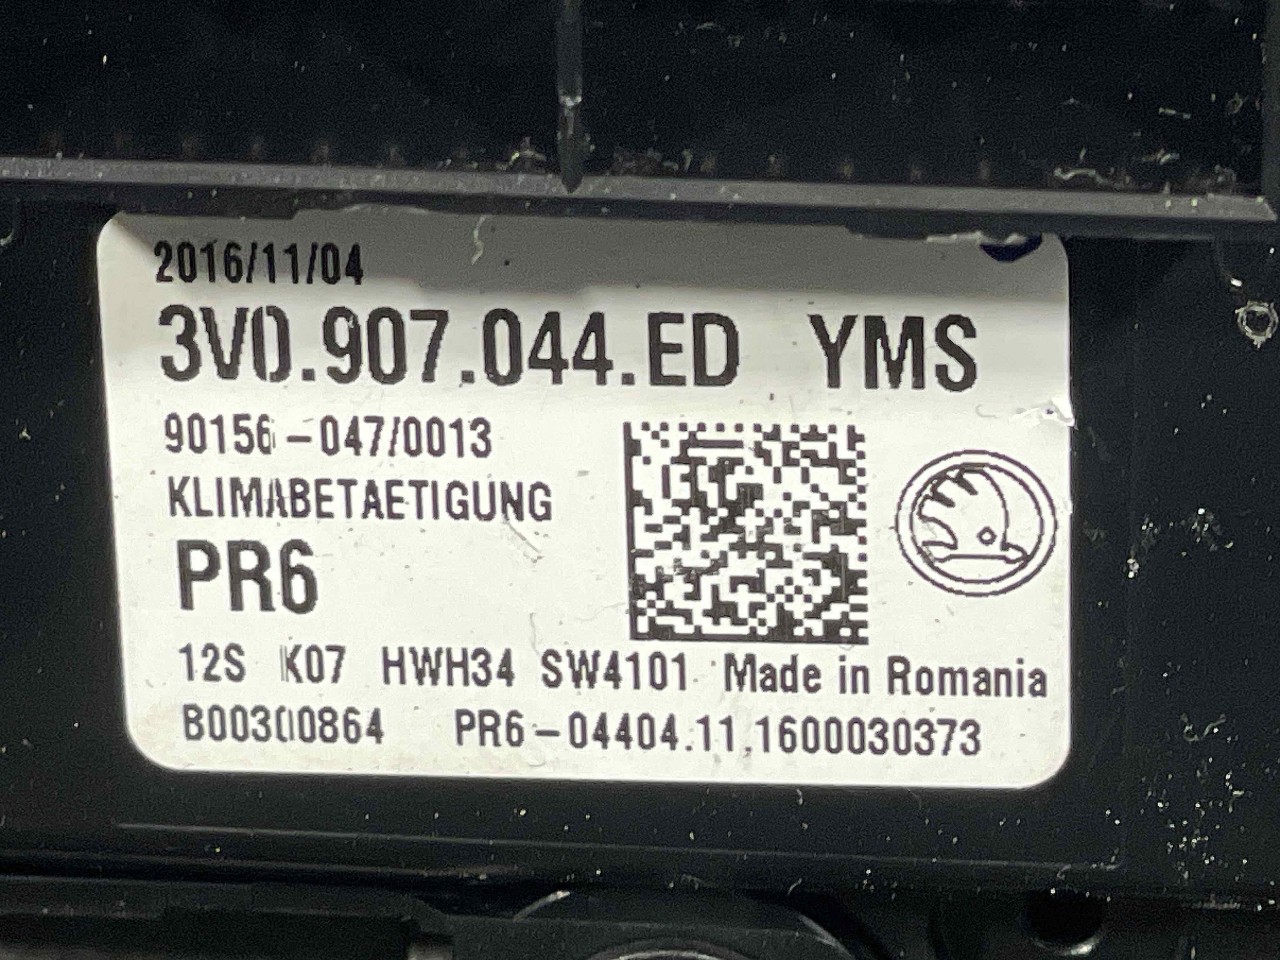 2016/11/04
3V0.907.044.ED YMS
90156-047/0013
KLIMABETAETIGUNG
PR6
12S K07 HWH34 SW4101 Made in Romania
B00300864 PR6-04404.11.1600030373